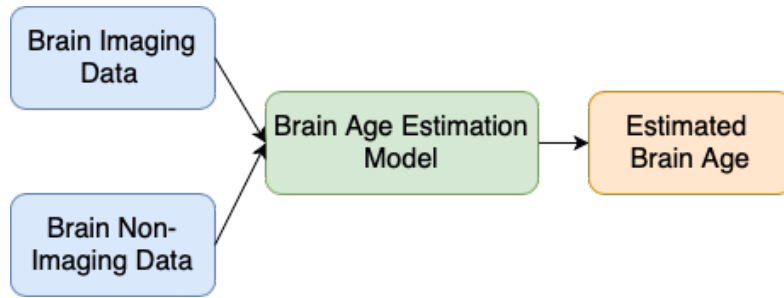 Brain Imaging
Data
Brain Non-
Imaging Data
Brain Age Estimation
Model
Estimated
Brain Age